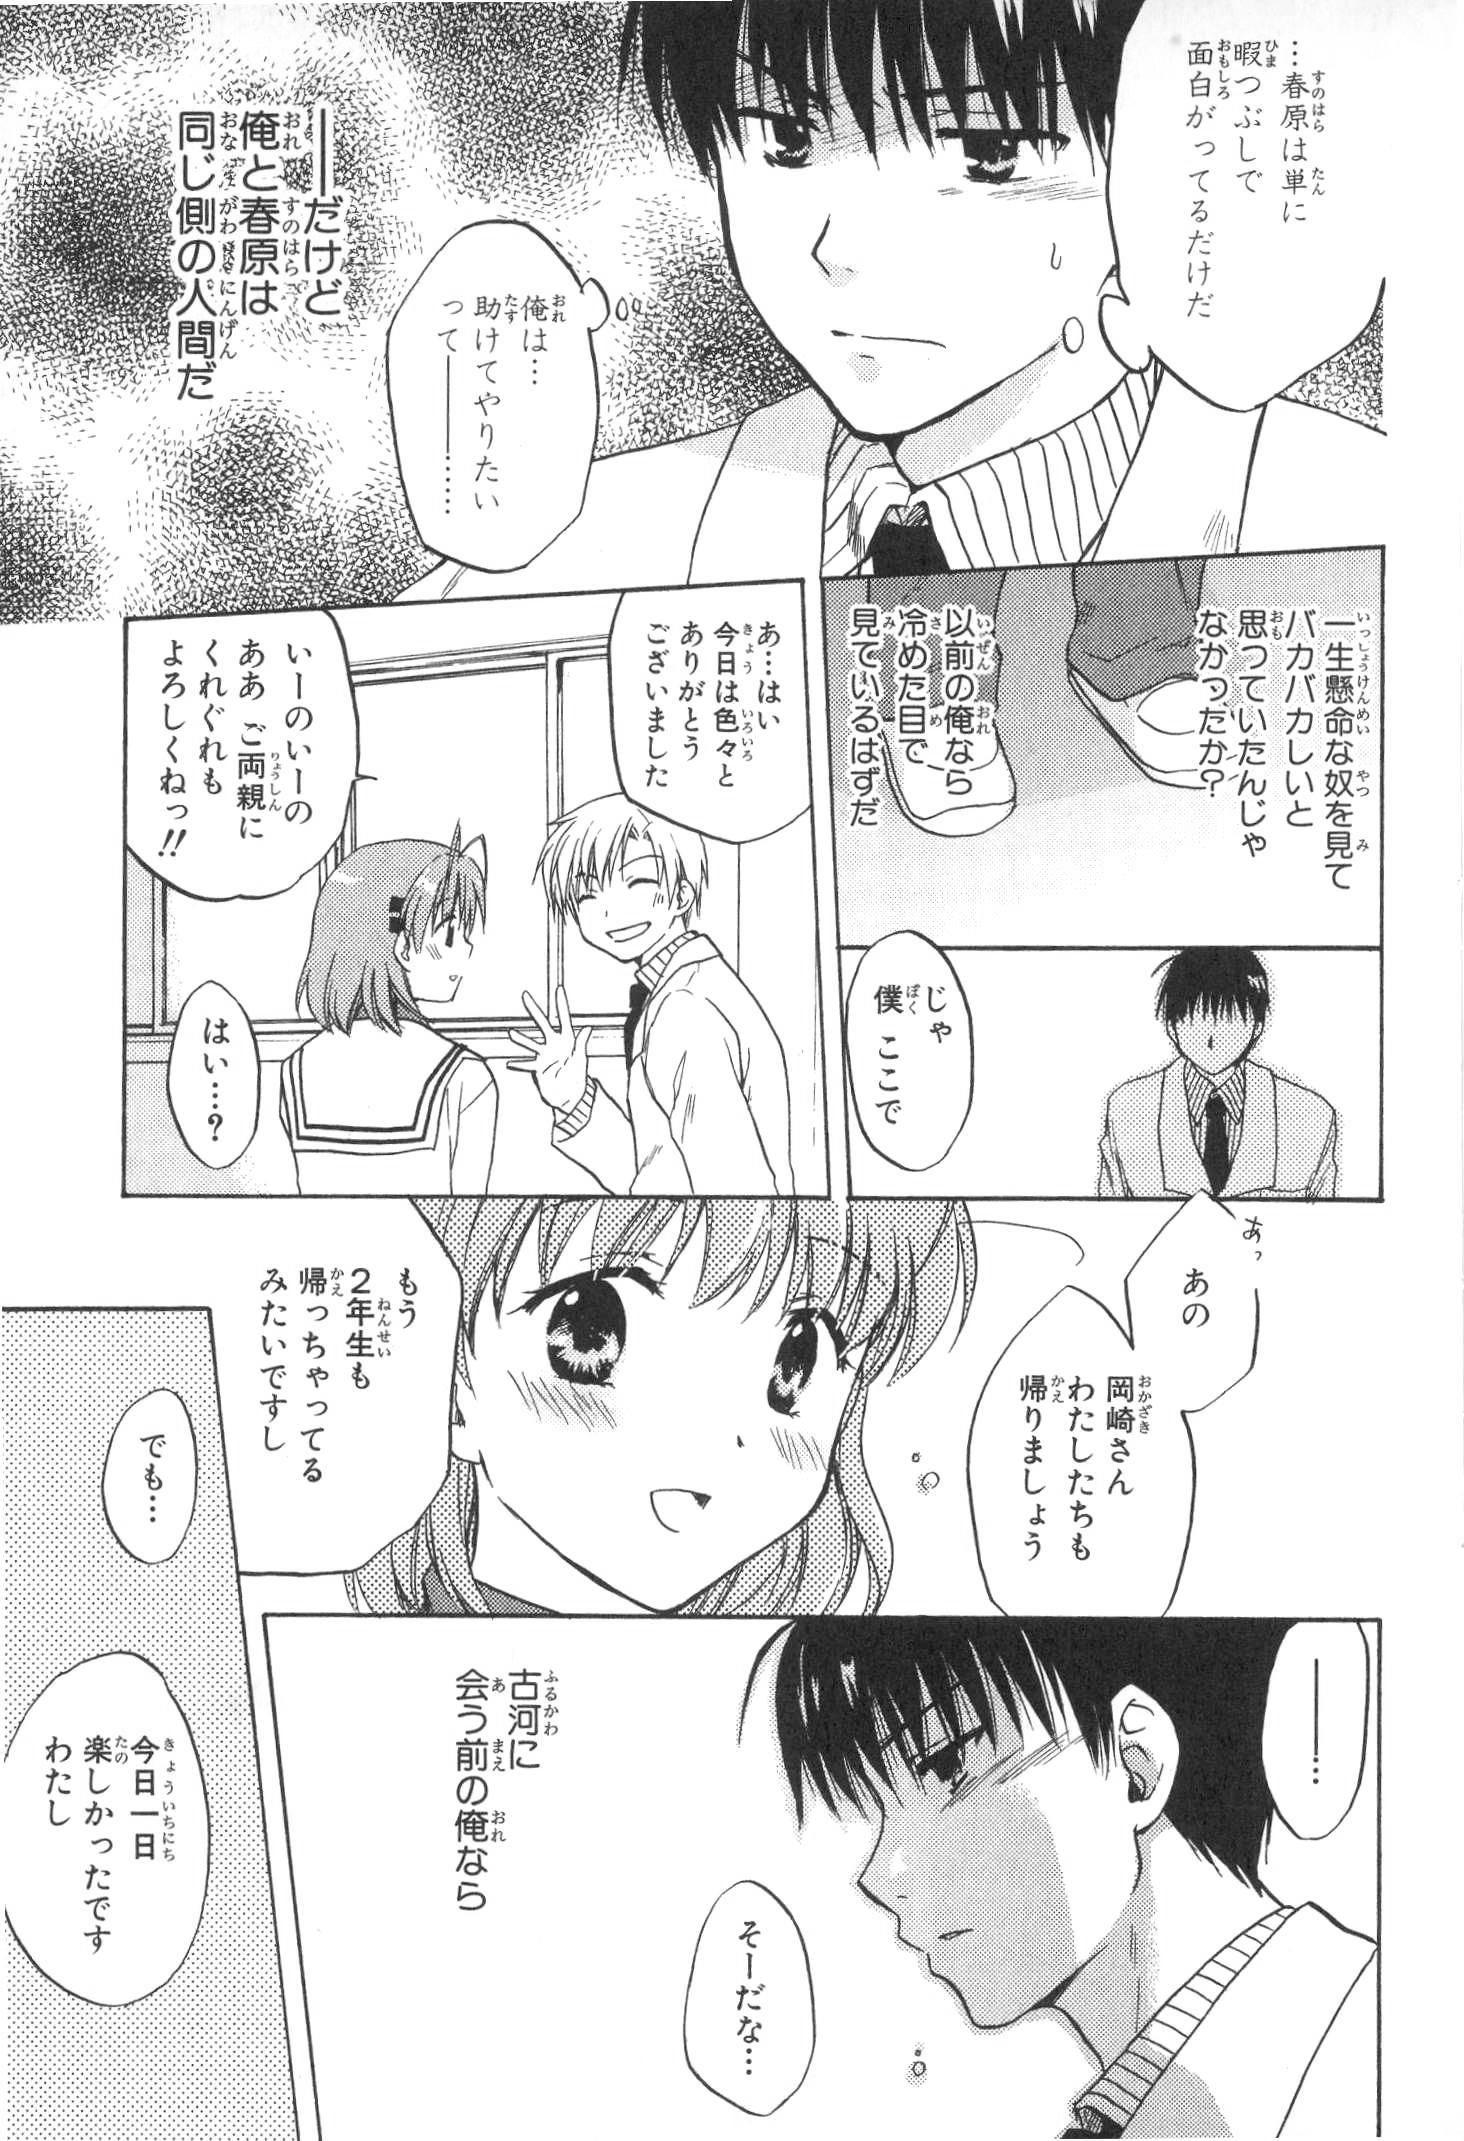 …春原は単に
暇つぶしで
面白がってるだけだ
俺は…
助けてやりたい
って――……
――だけど
俺と春原は
同じ側の人間だ
一生懸命な奴を見て
バカバカしいと
思っていたんじゃ
なかったか？
以前の俺なら
冷めた目で
見ているはずだ
じゃ
僕 ここで
あ…はい
今日は色々と
ありがとう
ございました
いーのいーの
ああ ご両親に
くれぐれも
よろしくねっ!!
はい…？
あっ
あの
岡崎さん
わたしたちも
帰りましょう
もう
2年生も
帰っちゃってる
みたいですし
――…
古河に
会う前の俺なら
そーだな…
でも…
今日一日
楽しかったです
わたし